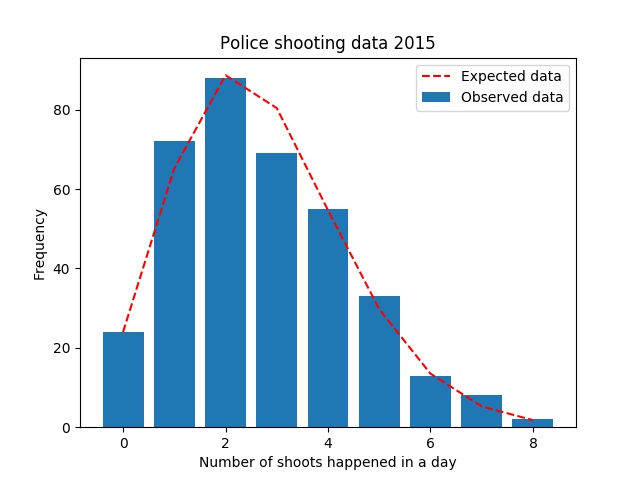 Police shooting data 2015
Expected data
Observed data
80
60
40
20
0
Frequency
0 2 4 6 8
Number of shoots happened in a day